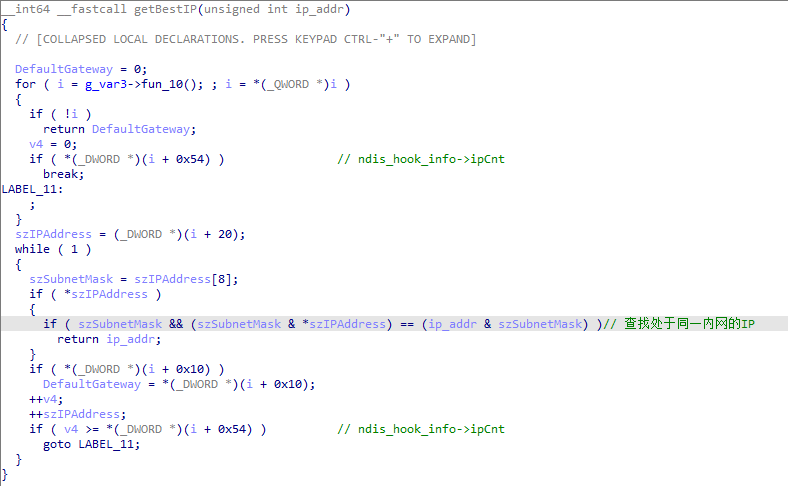 __int64 __fastcall getBestIP(unsigned int ip_addr)
{
  // [COLLAPSED LOCAL DECLARATIONS. PRESS KEYPAD CTRL-"+" TO EXPAND]
  DefaultGateway = 0;
  for ( i = g_var3->fun_10(); ; i = *(_QWORD *)i )
  {
    if ( !i )
      return DefaultGateway;
    v4 = 0;
    if ( *(_DWORD *)(i + 0x54) )                // ndis_hook_info->ipCnt
      break;
LABEL_11:
    ;
  }
  szIPAddress = (_DWORD *)(i + 20);
  while ( 1 )
  {
    szSubnetMask = szIPAddress[8];
    if ( *szIPAddress )
    {
      if ( szSubnetMask && (szSubnetMask & *szIPAddress) == (ip_addr & szSubnetMask) )// 查找处于同一内网的IP
        return ip_addr;
    }
    if ( *(_DWORD *)(i + 0x10) )
      DefaultGateway = *(_DWORD *)(i + 0x10);
    ++v4;
    ++szIPAddress;
    if ( v4 >= *(_DWORD *)(i + 0x54) )          // ndis_hook_info->ipCnt
      goto LABEL_11;
  }
}